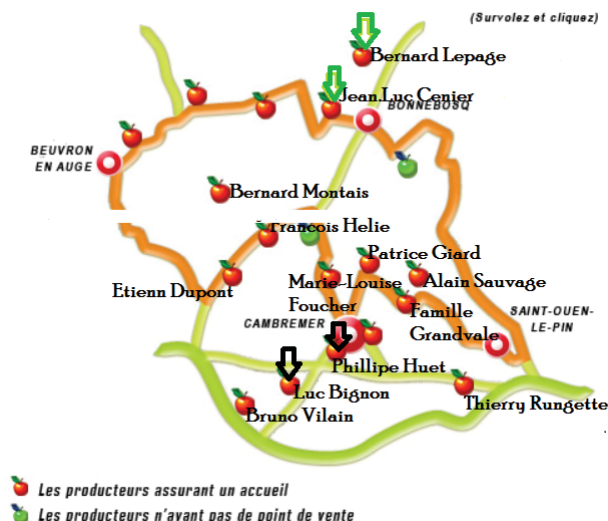 (Survolez et cliquez)
Bernard Lepage
Jean Luc Cenier
BONNEBOSQ
BEUVRON
EN AUGE
Bernard Montais
Francois Helie
Patrice Giard
Etienn Dupont
Marie-Louise
Foucher
Alain Sauvage
Famille
Grandvale
SAINT-OUEN-
LE-PIN
CAMBREMER
Phillipe Huet
Luc Bignon
Bruno Vilain
Thierry Rungette
Les producteurs assurant un accueil
Les producteurs n'ayant pas de point de vente